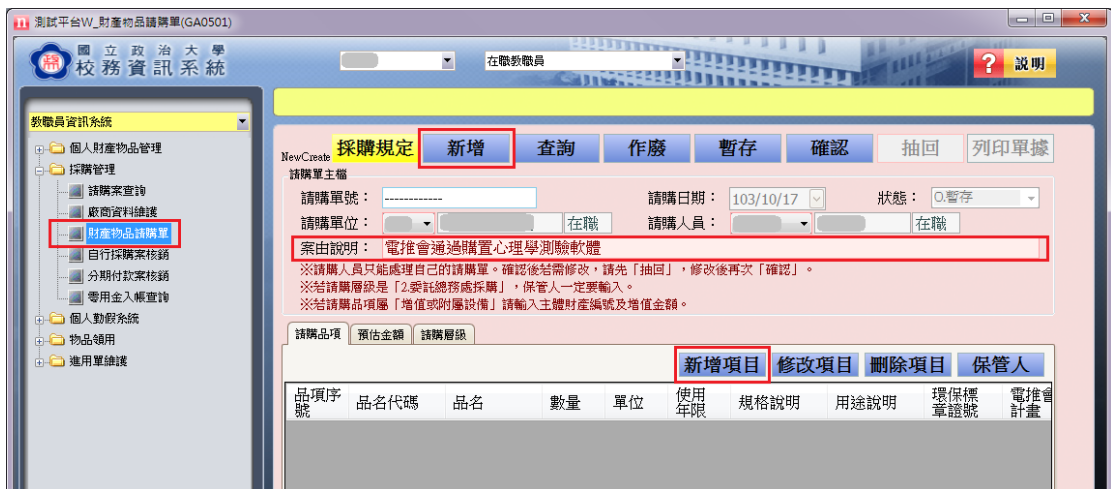 測試平台W_財產物品請購單(GA0501)
國立政治大學
校務資訊系統
在職教職員
? 説明
教職員資訊系統
個人財產物品管理
採購管理
請購案查詢
廠商資料維護
財產物品請購單
自行採購案核銷
分期付款案核銷
零用金入帳查詢
個人勤假系統
物品領用
進用單維護
NewCreate 採購規定 新增 查詢 作廢 暫存 確認 抽回 列印單據
請購單主檔
請購單號： ------------ 請購日期： 103/10/17 狀態： 0.暫存
請購單位： 在職 請購人員： 在職
案由說明： 電推會通過購置心理學測驗軟體
※請購人員只能處理自己的請購單。確認後若需修改，請先「抽回」，修改後再次「確認」。
※若請購層級是「2.委託總務處採購」，保管人一定要輸入。
※若請購品項屬「增值或附屬設備」請輸入主體財產編號及增值金額。
請購品項 預估金額 請購層級
新增項目 修改項目 刪除項目 保管人
品項序號 品名代碼 品名 數量 單位 使用年限 規格說明 用途說明 環保標章證號 電推會計畫